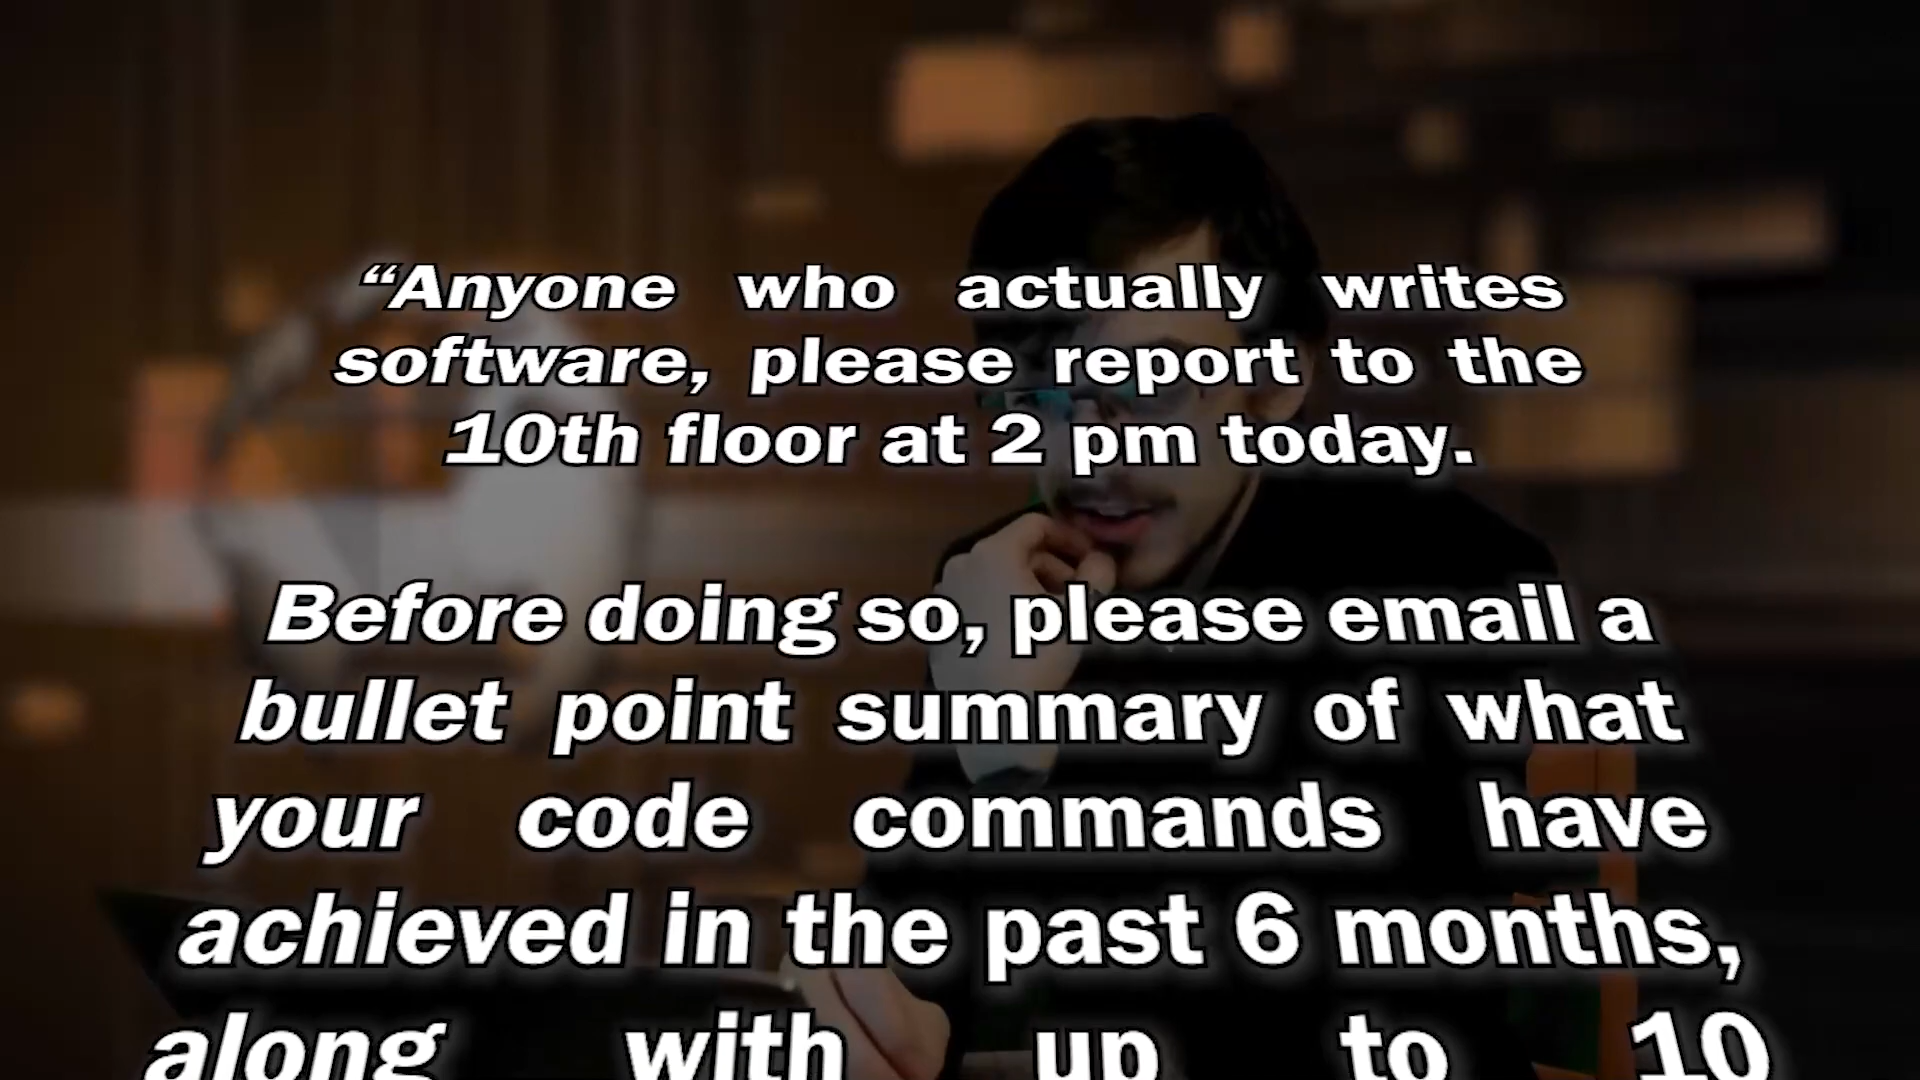 “Anyone who actually writes
software, please report to the
10th floor at 2 pm today.
Before doing so, please email a
bullet point summary of what
your code commands have
achieved in the past 6 months,
along with up to 10